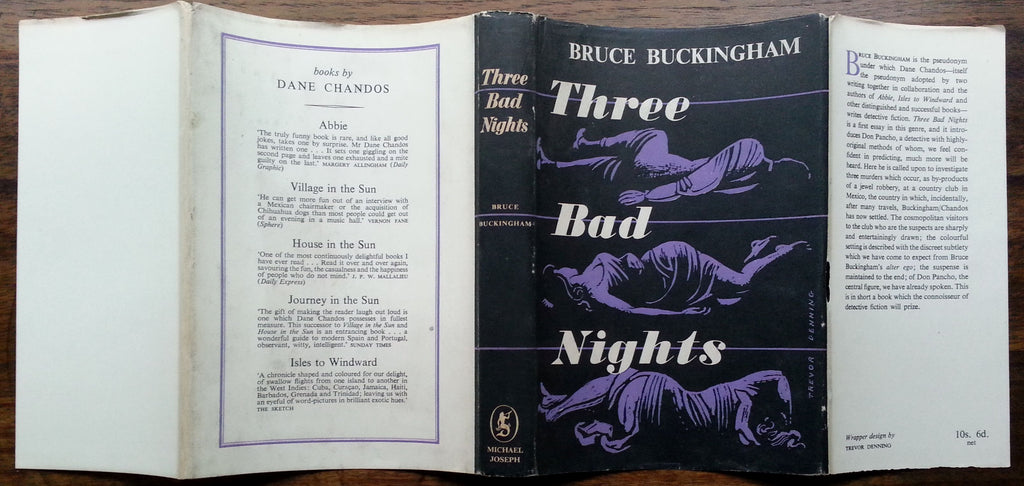 books by
DANE CHANDOS
Abbie
'The truly funny book is rare, and like all good
jokes, takes one by surprise. Mr Dane Chandos
has written one . . . It sets one giggling on the
second page and leaves one exhausted and a mite
guilty on the last.' MARGERY ALLINGHAM (Daily
Graphic)
Village in the Sun
'He can get more fun out of an interview with
a Mexican chairmaker or the acquisition of
Chihuahua dogs than most people could get out
of an evening in a music hall.' VERNON FANE
(Sphere)
House in the Sun
'One of the most continuously delightful books I
have ever read . . . Read it over and over again,
savouring the fun, the casualness and the happiness
of people who do not mind.' J. P. W. MALLALIEU
(Daily Express)
Journey in the Sun
'The gift of making the reader laugh out loud is
one which Dane Chandos possesses in fullest
measure. This successor to Village in the Sun and
House in the Sun is an entrancing book . . . a
wonderful guide to modern Spain and Portugal,
observant, witty, intelligent.' SUNDAY TIMES
Isles to Windward
'A chronicle shaped and coloured for our delight,
of swallow flights from one island to another in
the West Indies: Cuba, Curaçao, Jamaica, Haiti,
Barbados, Grenada and Trinidad; leaving us with
an eyeful of word-pictures in brilliant exotic hues.'
THE SKETCH
Three
Bad
Nights
BRUCE
BUCKINGHAM
MICHAEL
JOSEPH
BRUCE BUCKINGHAM
Three
Bad
Nights
TREVOR DENNING
BRUCE BUCKINGHAM is the pseudonym
under which Dane Chandos—itself
the pseudonym adopted by two
writing together in collaboration and the
authors of Abbie, Isles to Windward and
other distinguished and successful books—
writes detective fiction. Three Bad Nights
is a first essay in this genre, and it intro-
duces Don Pancho, a detective with highly-
original methods of whom, we feel con-
fident in predicting, much more will be
heard. Here he is called upon to investigate
three murders which occur, as by-products
of a jewel robbery, at a country club in
Mexico, the country in which, incidentally,
after many travels, Buckingham/Chandos
has now settled. The cosmopolitan visitors
to the club who are the suspects are sharply
and entertainingly drawn; the colourful
setting is described with the discreet subtlety
which we have come to expect from Bruce
Buckingham's alter ego; the suspense is
maintained to the end; of Don Pancho, the
central figure, we have already spoken. This
is in short a book which the connoisseur of
detective fiction will prize.
Wrapper design by
TREVOR DENNING
10s. 6d.
net